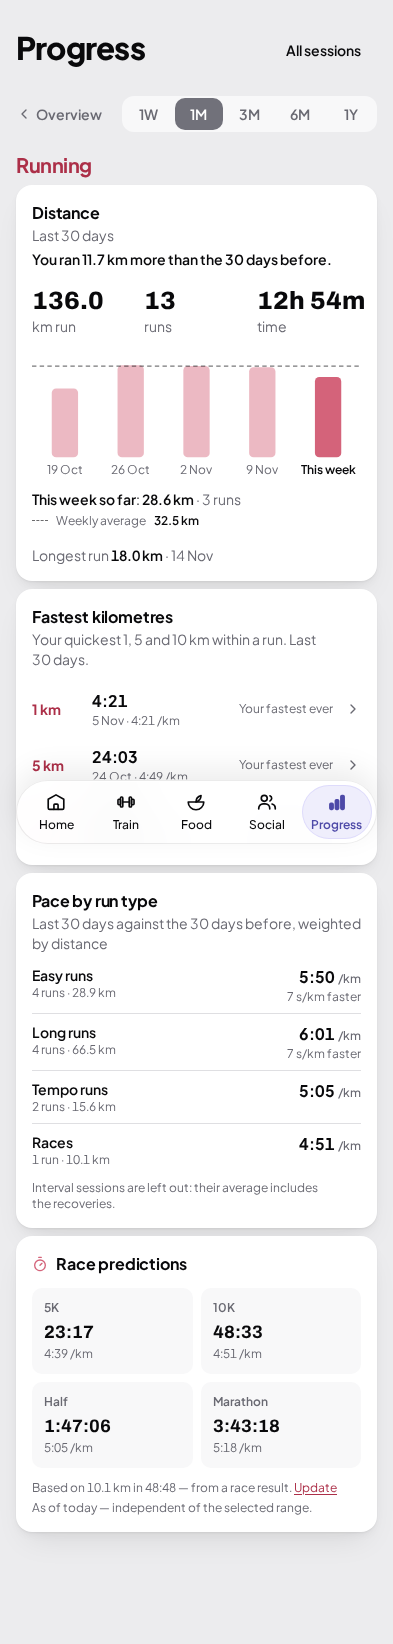 Progress
All sessions
Overview
1W
1M
3M
6M
1Y
Running
Distance
Last 30 days
You ran 11.7 km more than the 30 days before.
136.0
13
12h 54m
km run
runs
time
19 Oct
26 Oct
2 Nov
9 Nov
This week
This week so far: 28.6 km · 3 runs
Weekly average 32.5 km
Longest run 18.0 km · 14 Nov
Fastest kilometres
Your quickest 1, 5 and 10 km within a run. Last
30 days.
1 km
4:21
5 Nov · 4:21 /km
Your fastest ever
5 km
24:03
24 Oct · 4:49 /km
Your fastest ever
Home
Train
Food
Social
Progress
Pace by run type
Last 30 days against the 30 days before, weighted
by distance
Easy runs
5:50 /km
4 runs · 28.9 km
7 s/km faster
Long runs
6:01 /km
4 runs · 66.5 km
7 s/km faster
Tempo runs
5:05 /km
2 runs · 15.6 km
Races
4:51 /km
1 run · 10.1 km
Interval sessions are left out: their average includes
the recoveries.
Race predictions
5K
23:17
4:39 /km
10K
48:33
4:51 /km
Half
1:47:06
5:05 /km
Marathon
3:43:18
5:18 /km
Based on 10.1 km in 48:48 — from a race result. Update
As of today — independent of the selected range.